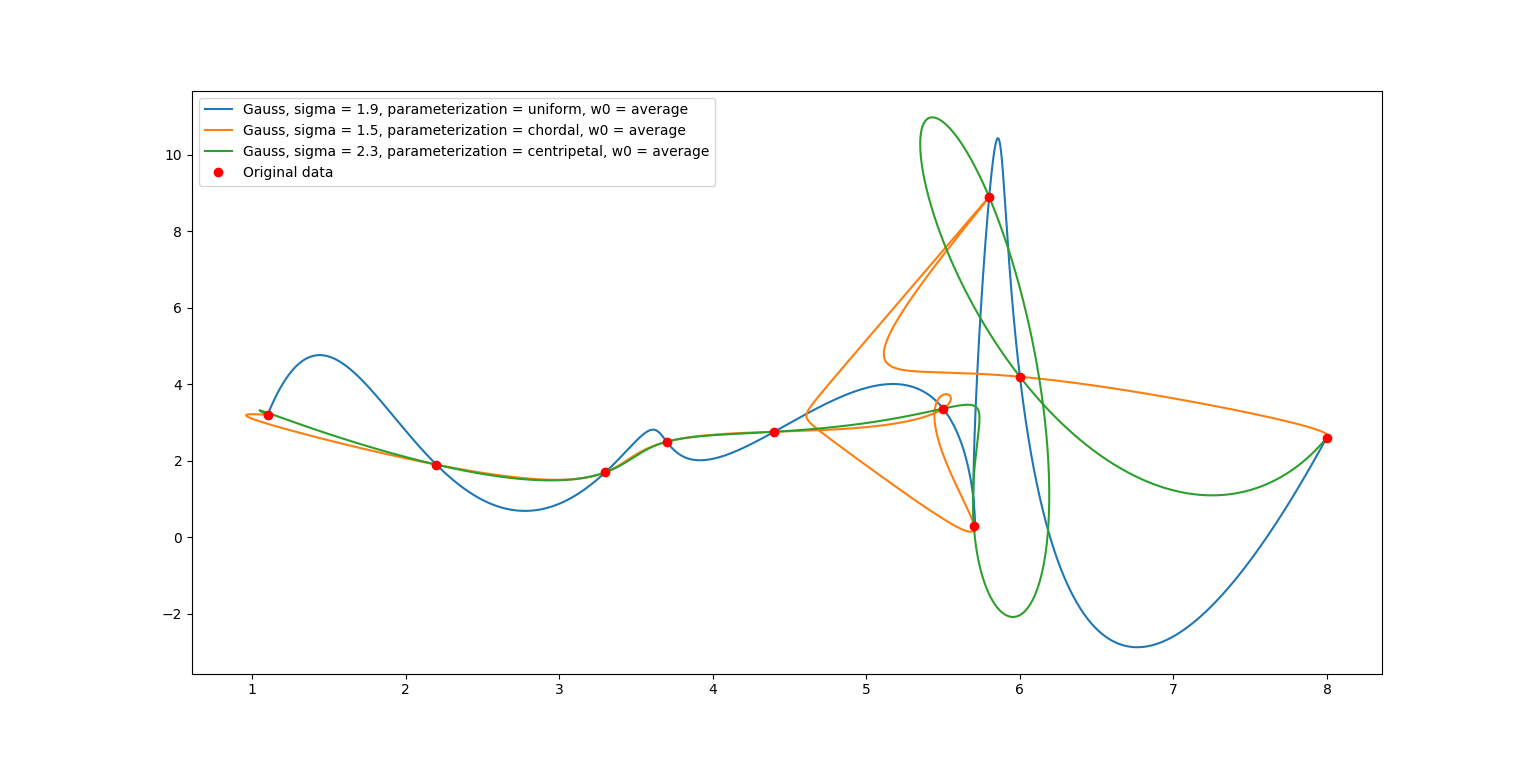 Gauss, sigma = 1.9, parameterization = uniform, w0 = average
Gauss, sigma = 1.5, parameterization = chordal, w0 = average
Gauss, sigma = 2.3, parameterization = centripetal, w0 = average
Original data
10
8
6
4
2
0
−2
1 2 3 4 5 6 7 8